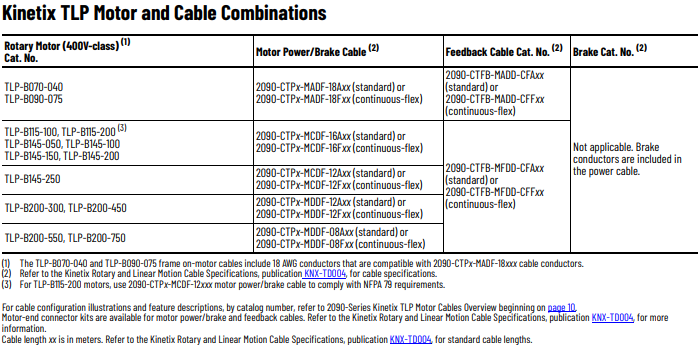 Kinetix TLP Motor and Cable Combinations
Rotary Motor (400V-class) (1)
Cat. No.
Motor Power/Brake Cable (2)
Feedback Cable Cat. No. (2)
Brake Cat. No. (2)
TLP-B070-040
TLP-B090-075
2090-CTPx-MADF-18Axx (standard) or
2090-CTPx-MADF-18Fxx (continuous-flex)
2090-CTFB-MADD-CFAxx
(standard) or
2090-CTFB-MADD-CFFxx
(continuous-flex)
Not applicable. Brake
conductors are included in
the power cable.
TLP-B115-100, TLP-B115-200 (3)
TLP-B145-050, TLP-B145-100
TLP-B145-150, TLP-B145-200
2090-CTPx-MCDF-16Axx (standard) or
2090-CTPx-MCDF-16Fxx (continuous-flex)
2090-CTFB-MFDD-CFAxx
(standard) or
2090-CTFB-MFDD-CFFxx
(continuous-flex)
TLP-B145-250
2090-CTPx-MCDF-12Axx (standard) or
2090-CTPx-MCDF-12Fxx (continuous-flex)
TLP-B200-300, TLP-B200-450
2090-CTPx-MDDF-12Axx (standard) or
2090-CTPx-MDDF-12Fxx (continuous-flex)
TLP-B200-550, TLP-B200-750
2090-CTPx-MDDF-08Axx (standard) or
2090-CTPx-MDDF-08Fxx (continuous-flex)
(1) The TLP-B070-040 and TLP-B090-075 frame on-motor cables include 18 AWG conductors that are compatible with 2090-CTPx-MADF-18xxx cable conductors.
(2) Refer to the Kinetix Rotary and Linear Motion Cable Specifications, publication KNX-TD004, for cable specifications.
(3) For TLP-B115-200 motors, use 2090-CTPx-MCDF-12xxx motor power/brake cable to comply with NFPA 79 requirements.
For cable configuration illustrations and feature descriptions, by catalog number, refer to 2090-Series Kinetix TLP Motor Cables Overview beginning on page 10.
Motor-end connector kits are available for motor power/brake and feedback cables. Refer to the Kinetix Rotary and Linear Motion Cable Specifications, publication KNX-TD004, for more
information.
Cable length xx is in meters. Refer to the Kinetix Rotary and Linear Motion Cable Specifications, publication KNX-TD004, for standard cable lengths.